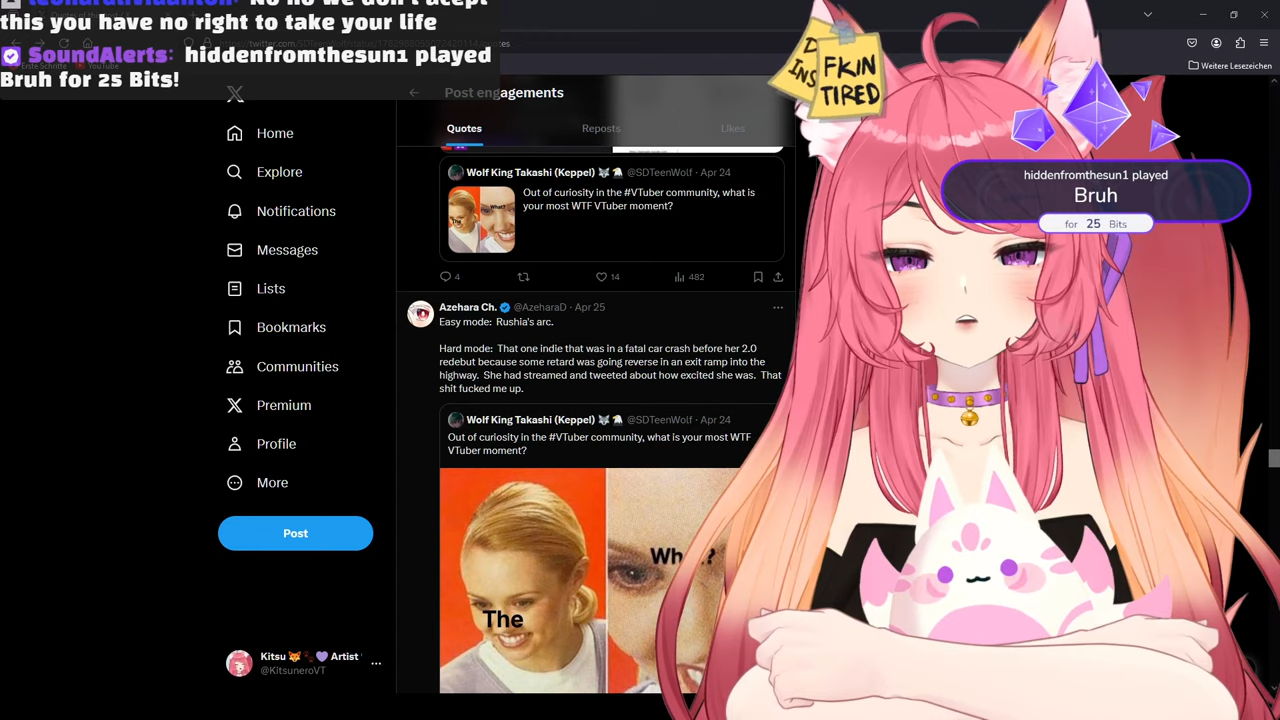 No no we don't acept
this you have no right to take your life
SoundAlerts: hiddenfromthesun1 played
Bruh for 25 Bits!
Weitere Lesezeichen
Post engagements
Quotes
Reposts
Likes
Home
Explore
Notifications
Messages
Lists
Bookmarks
Communities
Premium
Profile
More
Post
Kitsu 🦊🐾💜 Artist
@KitsuneroVT
Wolf King Takashi (Keppel) @SDTeenWolf · Apr 24
Out of curiosity in the #VTuber community, what is
your most WTF VTuber moment?
The
What?
4
14
482
Azehara Ch. @AzeharaD · Apr 25
Easy mode: Rushia's arc.
Hard mode: That one indie that was in a fatal car crash before her 2.0
redebut because some retard was going reverse in an exit ramp into the
highway. She had streamed and tweeted about how excited she was. That
shit fucked me up.
Wolf King Takashi (Keppel) @SDTeenWolf · Apr 24
Out of curiosity in the #VTuber community, what is your most WTF
VTuber moment?
The
FKIN
TIRED
hiddenfromthesun1 played
Bruh
for 25 Bits